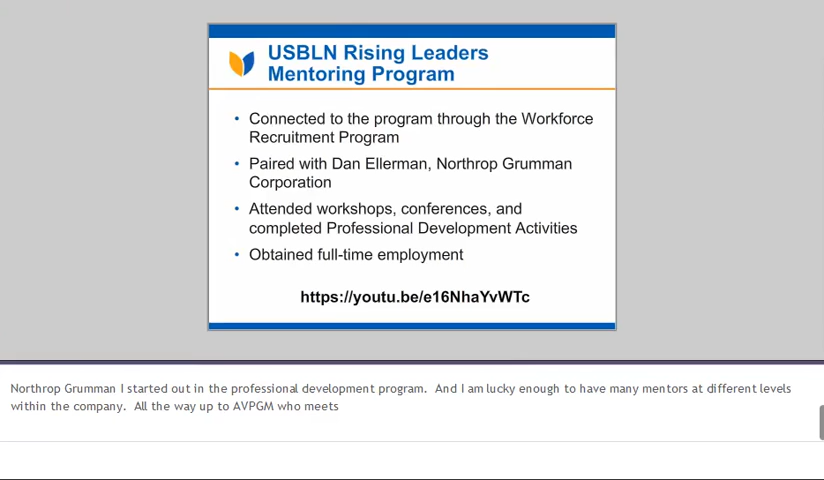 USBLN Rising Leaders
Mentoring Program
• Connected to the program through the Workforce
Recruitment Program
• Paired with Dan Ellerman, Northrop Grumman
Corporation
• Attended workshops, conferences, and
completed Professional Development Activities
• Obtained full-time employment
https://youtu.be/e16NhaYvWTc
Northrop Grumman I started out in the professional development program.  And I am lucky enough to have many mentors at different levels
within the company.  All the way up to AVPGM who meets